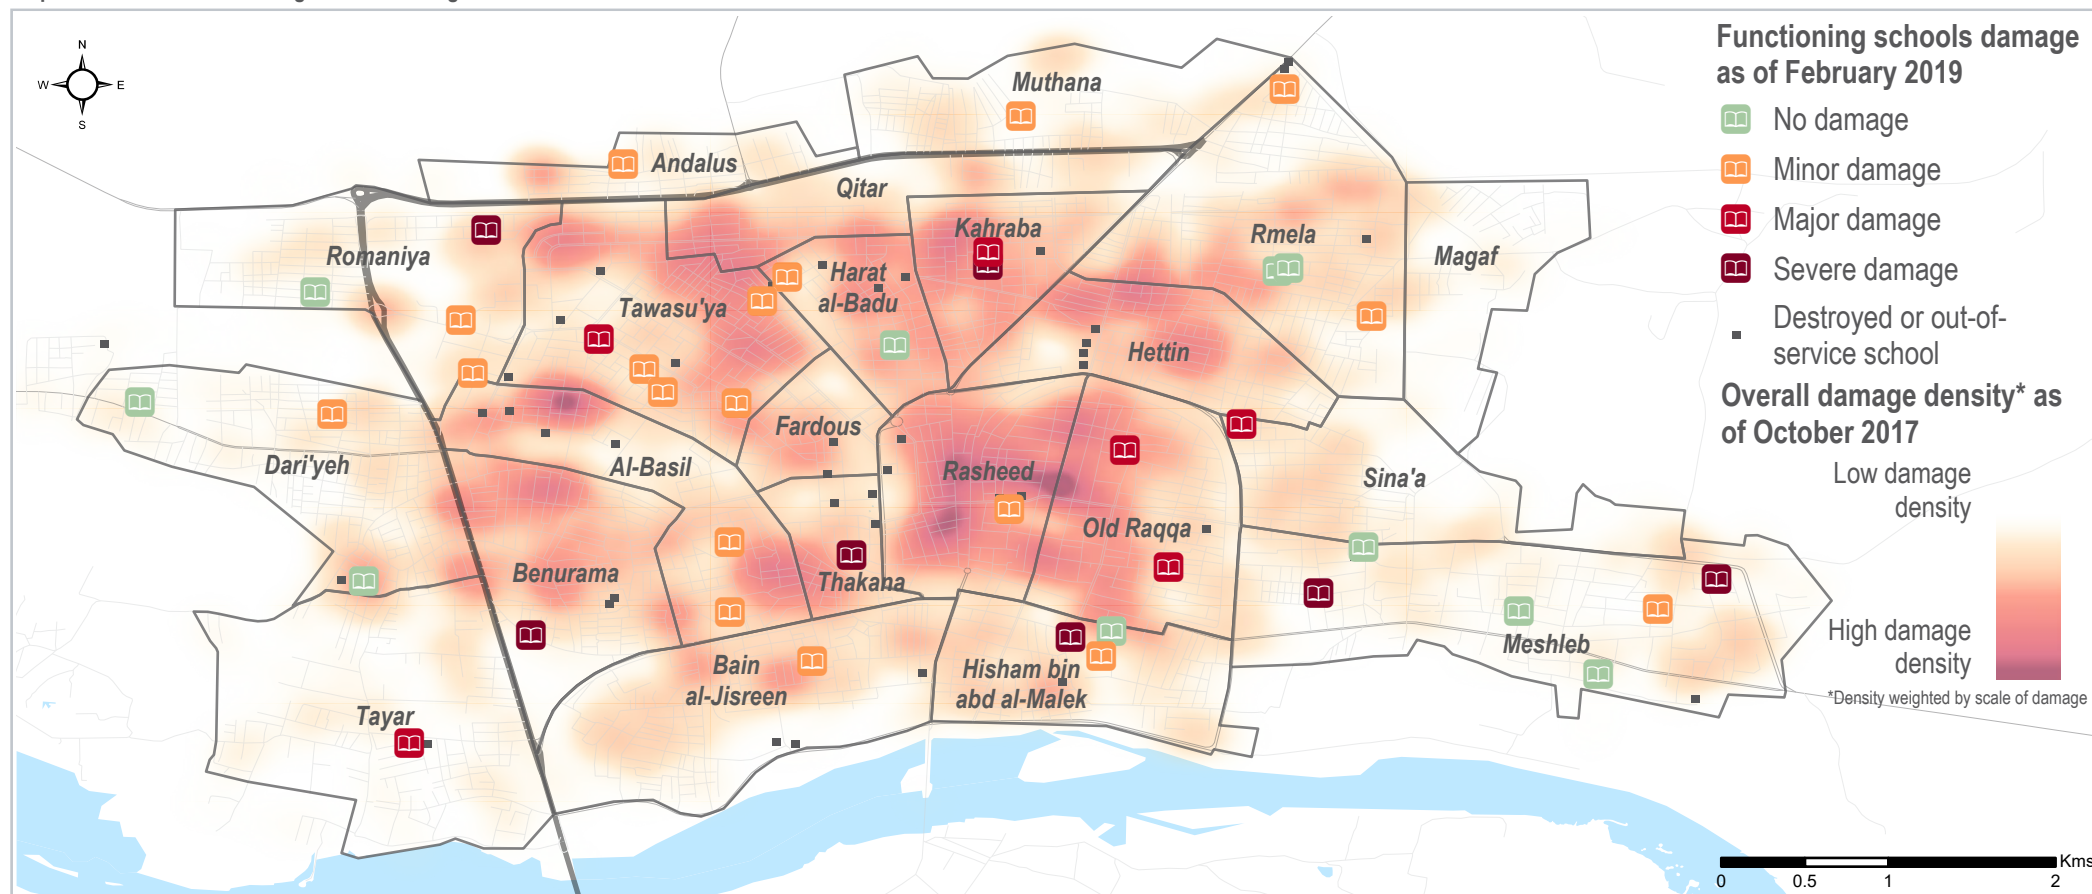 N
W
E
S
Muthana
Andalus
Qitar
Kahraba
Rmela
Magaf
Romaniya
Harat
al-Badu
Tawasu'ya
Hettin
Fardous
Dari'yeh
Al-Basil
Rasheed
Sina'a
Old Raqqa
Benurama
Thakana
Meshleb
Bain
al-Jisreen
Hisham bin
abd al-Malek
Tayar
Functioning schools damage
as of February 2019
No damage
Minor damage
Major damage
Severe damage
Destroyed or out-of-
service school
Overall damage density* as
of October 2017
Low damage
density
High damage
density
*Density weighted by scale of damage
Kms
0 0.5 1 2